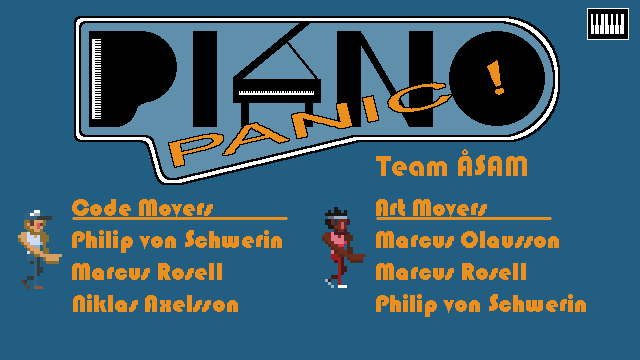 PIANO
PANIC!
Team ÅSAM
Code Movers
Philip von Schwerin
Marcus Rosell
Niklas Axelsson
Art Movers
Marcus Olausson
Marcus Rosell
Philip von Schwerin